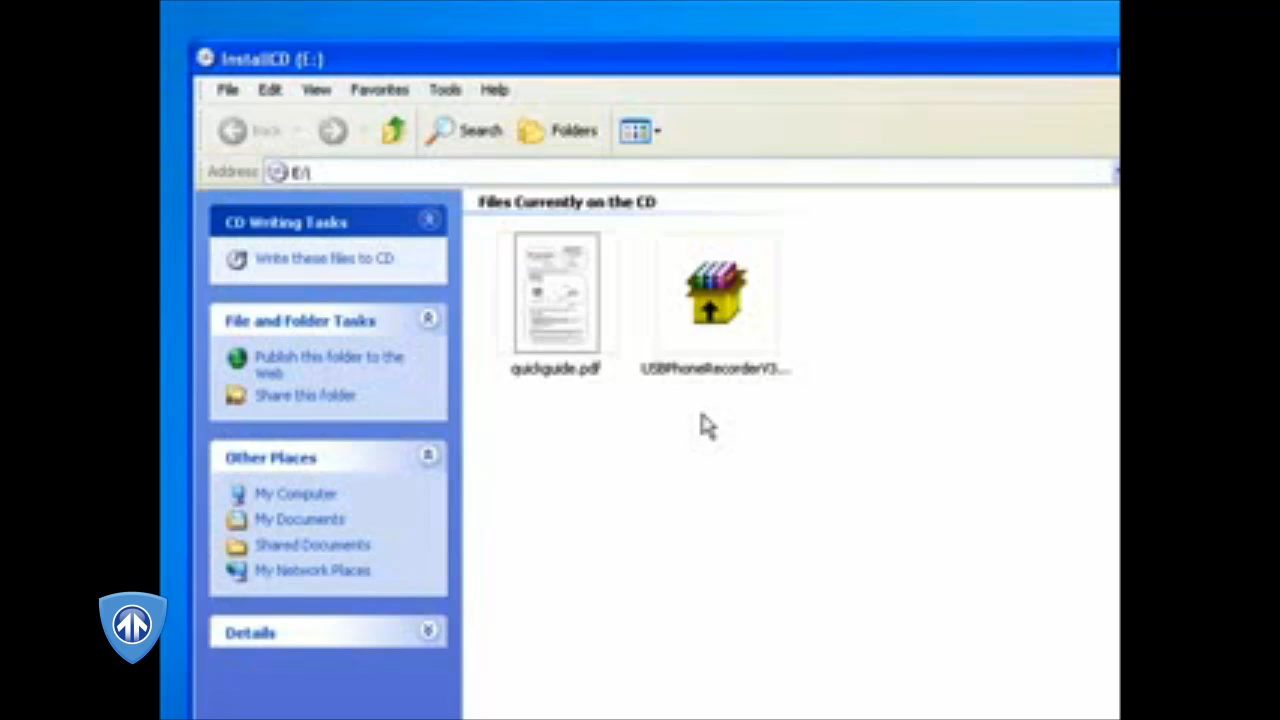 InstallCD (E:)
File Edit View Favorites Tools Help
Back Search Folders
Address E:\
CD Writing Tasks
Write these files to CD
File and Folder Tasks
Publish this folder to the
Web
Share this folder
Other Places
My Computer
My Documents
Shared Documents
My Network Places
Details
Files Currently on the CD
quickguide.pdf
USBPhoneRecorderV3...